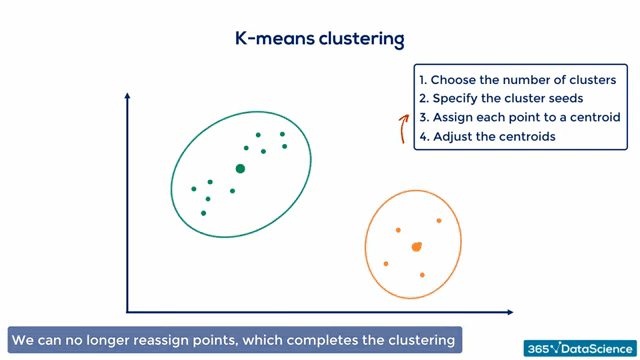 K-means clustering
1. Choose the number of clusters
2. Specify the cluster seeds
3. Assign each point to a centroid
4. Adjust the centroids
We can no longer reassign points, which completes the clustering
365 DataScience